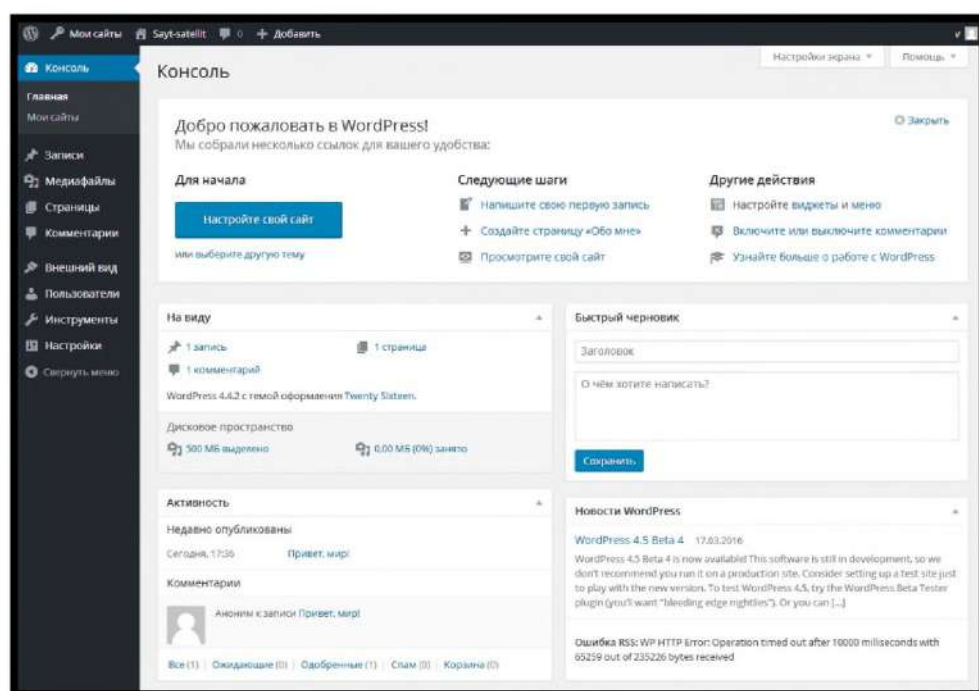 Мои сайты Sayt-satellit 0 + Добавить v
Консоль
Главная
Мои сайты
Записи
Медиафайлы
Страницы
Комментарии
Внешний вид
Пользователи
Инструменты
Настройки
Свернуть меню
Настройки экрана Помощь
Консоль
Добро пожаловать в WordPress!
Мы собрали несколько ссылок для вашего удобства:
Закрыть
Для начала
Настройте свой сайт
или выберите другую тему
Следующие шаги
Напишите свою первую запись
Создайте страницу «Обо мне»
Просмотрите свой сайт
Другие действия
Настройте виджеты и меню
Включите или выключите комментарии
Узнайте больше о работе с WordPress
На виду
1 запись 1 страница
1 комментарий
WordPress 4.4.2 с темой оформления Twenty Sixteen.
Дисковое пространство
500 МБ выделено 0,00 МБ (0%) занято
Активность
Недавно опубликованы
Сегодня, 17:36 Привет, мир!
Комментарии
Аноним к записи Привет, мир!
Все (1) | Ожидающие (0) | Одобренные (1) | Спам (0) | Корзина (0)
Быстрый черновик
Заголовок
О чём хотите написать?
Сохранить
Новости WordPress
WordPress 4.5 Beta 4 17.03.2016
WordPress 4.5 Beta 4 is now available! This software is still in development, so we
don't recommend you run it on a production site. Consider setting up a test site just
to play with the new version. To test WordPress 4.5, try the WordPress Beta Tester
plugin (you'll want "bleeding edge nightlies"). Or you can [...]
Ошибка RSS: WP HTTP Error: Operation timed out after 10000 milliseconds with
65259 out of 235226 bytes received